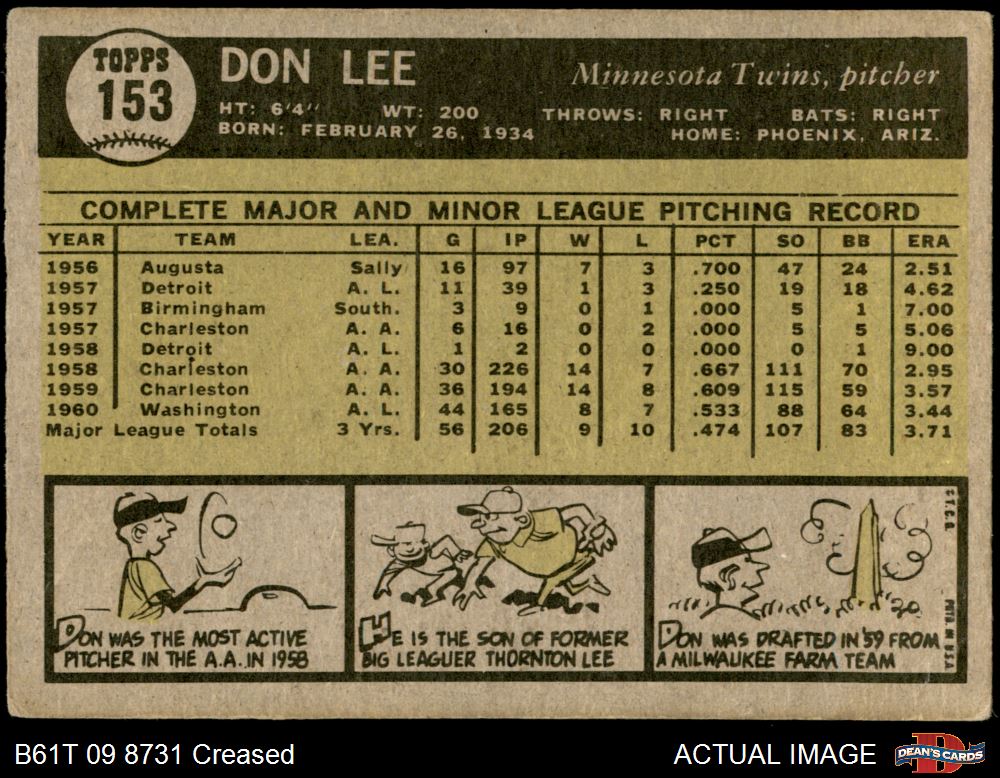 TOPPS
153
DON LEE
Minnesota Twins, pitcher
HT: 6'4" WT: 200 THROWS: RIGHT BATS: RIGHT
BORN: FEBRUARY 26, 1934 HOME: PHOENIX, ARIZ.
COMPLETE MAJOR AND MINOR LEAGUE PITCHING RECORD
YEAR TEAM LEA. G IP W L PCT SO BB ERA
1956 Augusta Sally 16 97 7 3 .700 47 24 2.51
1957 Detroit A. L. 11 39 1 3 .250 19 18 4.62
1957 Birmingham South. 3 9 0 1 .000 5 1 7.00
1957 Charleston A. A. 6 16 0 2 .000 5 5 5.06
1958 Detroit A. L. 1 2 0 0 .000 0 1 9.00
1958 Charleston A. A. 30 226 14 7 .667 111 70 2.95
1959 Charleston A. A. 36 194 14 8 .609 115 59 3.57
1960 Washington A. L. 44 165 8 7 .533 88 64 3.44
Major League Totals 3 Yrs. 56 206 9 10 .474 107 83 3.71
DON WAS THE MOST ACTIVE
PITCHER IN THE A.A. IN 1958
HE IS THE SON OF FORMER
BIG LEAGUER THORNTON LEE
DON WAS DRAFTED IN '59 FROM
A MILWAUKEE FARM TEAM
© T. C. G.
PRTD. IN U.S.A.
B61T 09 8731 Creased
ACTUAL IMAGE
DEAN'S CARDS